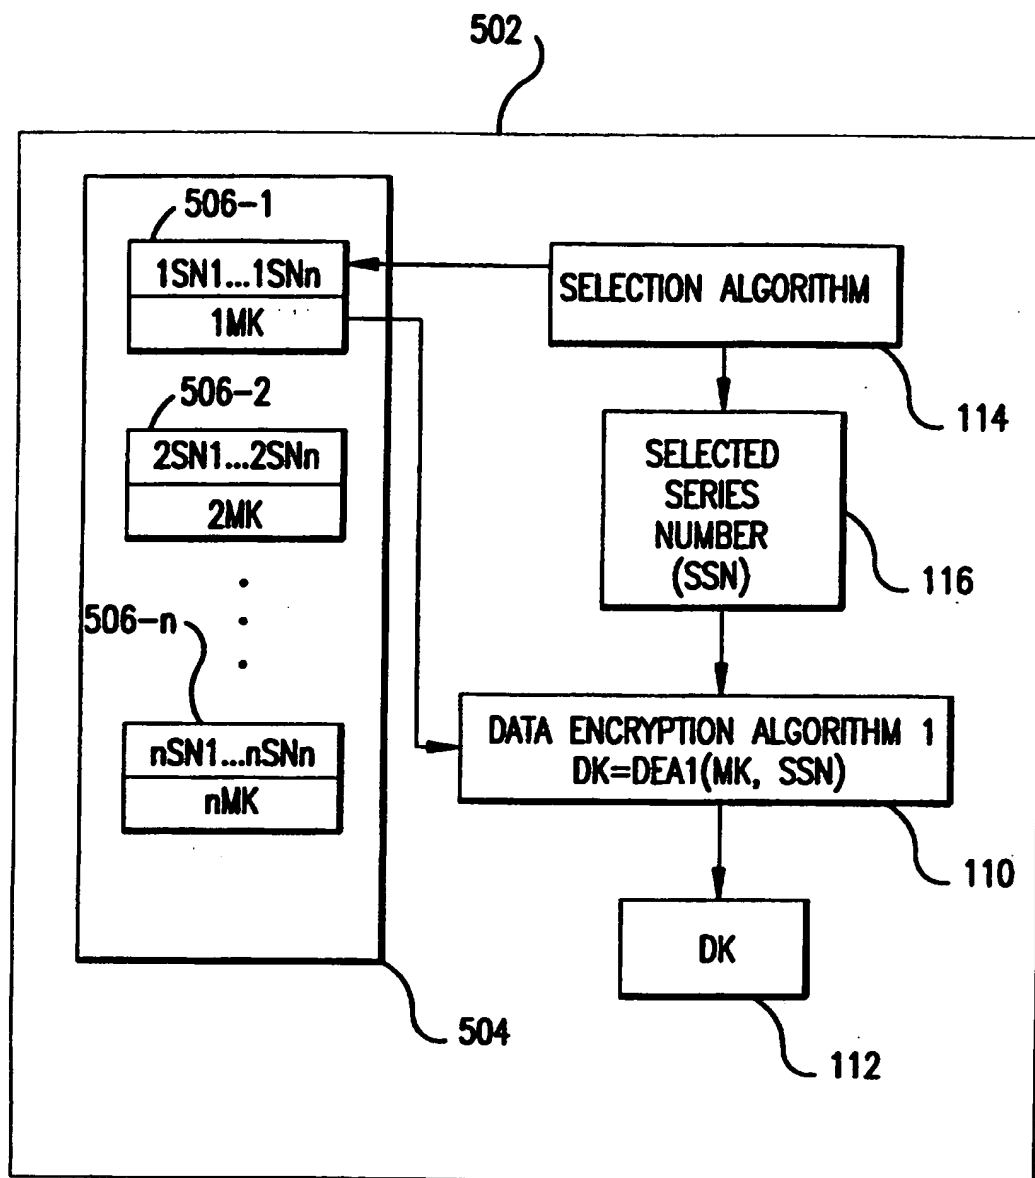 502
506-1
1SN1...1SNn
1MK
506-2
2SN1...2SNn
2MK
506-n
nSN1...nSNn
nMK
504
SELECTION ALGORITHM
114
SELECTED
SERIES
NUMBER
(SSN)
116
DATA ENCRYPTION ALGORITHM 1
DK=DEA1(MK, SSN)
110
DK
112